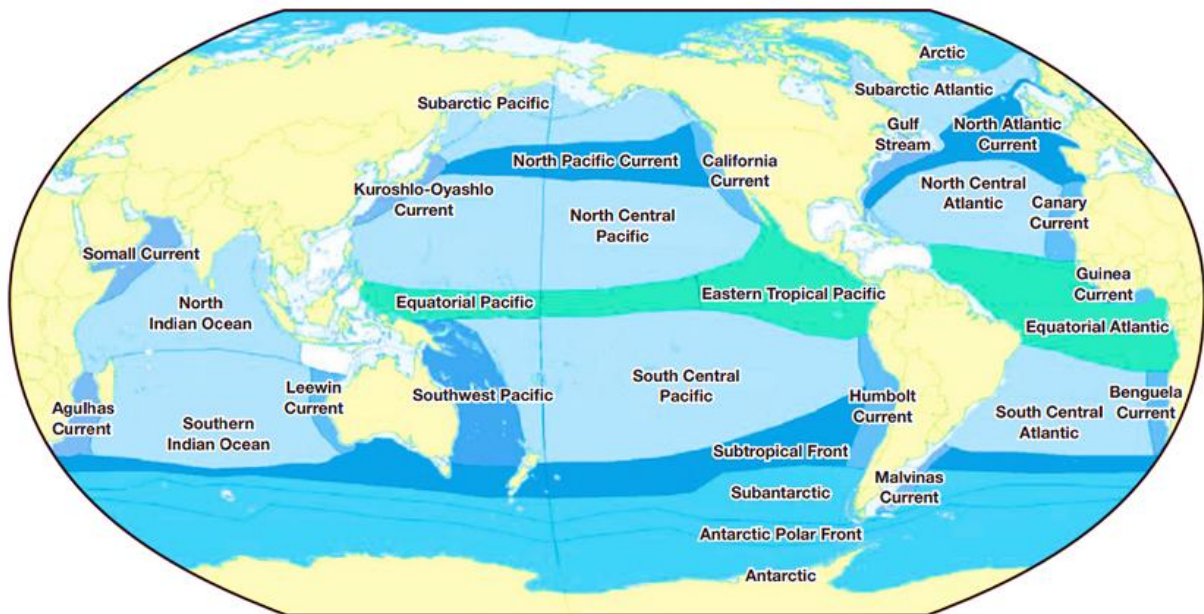 Arctic
Subarctic Atlantic
Subarctic Pacific
Gulf
Stream
North Atlantic
Current
North Pacific Current
California
Current
Kuroshlo-Oyashlo
Current
North Central
Pacific
North Central
Atlantic
Canary
Current
Somall Current
North
Indian Ocean
Equatorial Pacific
Eastern Tropical Pacific
Guinea
Current
Equatorial Atlantic
Agulhas
Current
Southern
Indian Ocean
Leewin
Current
Southwest Pacific
South Central
Pacific
Humbolt
Current
South Central
Atlantic
Benguela
Current
Subtropical Front
Malvinas
Current
Subantarctic
Antarctic Polar Front
Antarctic